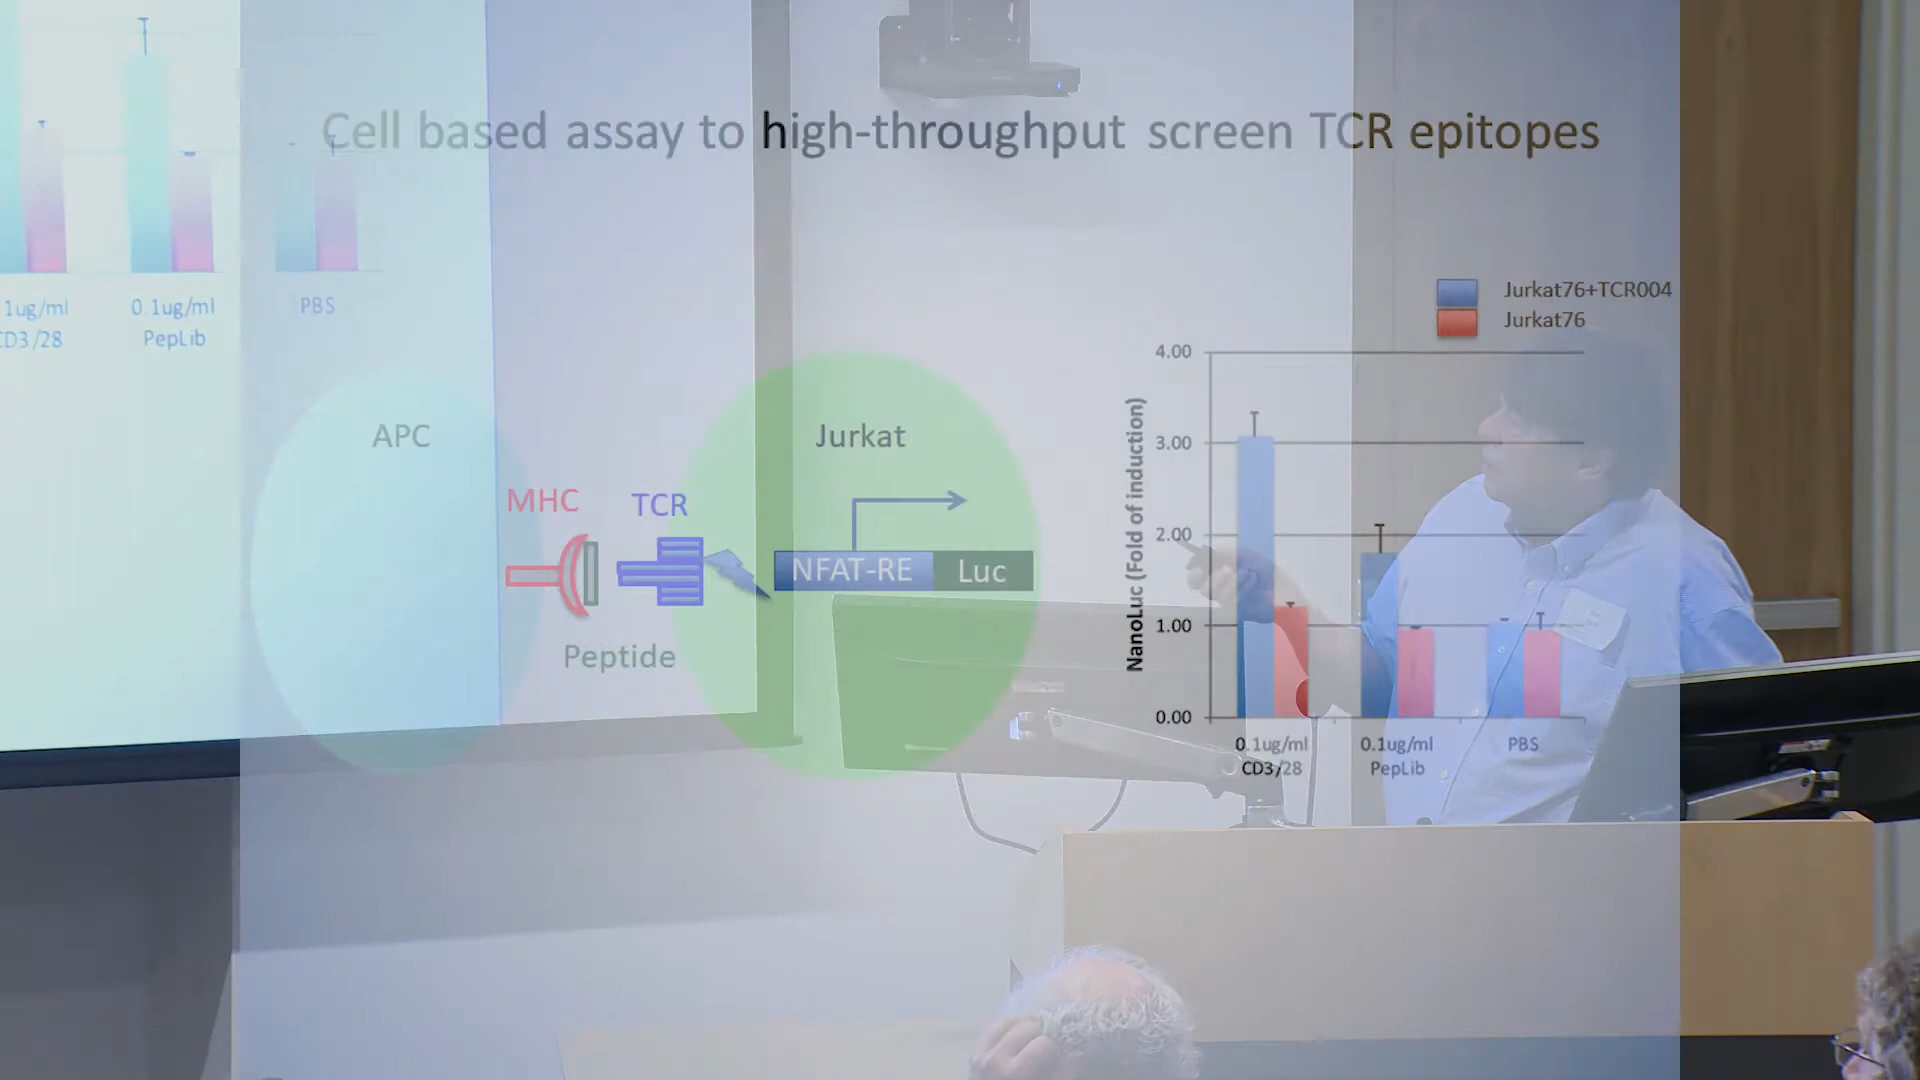 Cell based assay to high-throughput screen TCR epitopes
1ug/ml
CD3/28
0.1ug/ml
PepLib
PBS
APC
MHC
TCR
Peptide
Jurkat
NFAT-RE
Luc
Jurkat76+TCR004
Jurkat76
NanoLuc (Fold of induction)
4.00
3.00
2.00
1.00
0.00
0.1ug/ml
CD3/28
0.1ug/ml
PepLib
PBS